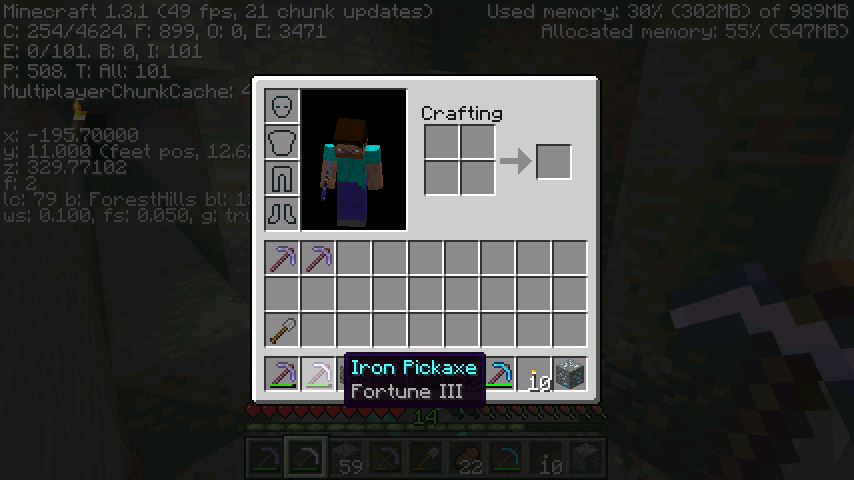 Minecraft 1.3.1 (49 fps, 21 chunk updates)
Used memory: 30% (302MB) of 989MB
C: 254/4624. F: 899, O: 0, E: 3471
Allocated memory: 55% (547MB)
E: 0/101. B: 0, I: 101
P: 508. T: All: 101
MultiplayerChunkCache: 4
x: -195.70000
y: 11.000 (feet pos, 12.6
z: 329.77102
f: 2
lc: 79 b: ForestHills bl: 1
ws: 0.100, fs: 0.050, g: tru
Crafting
Iron Pickaxe
Fortune III
10
14
59
22
10